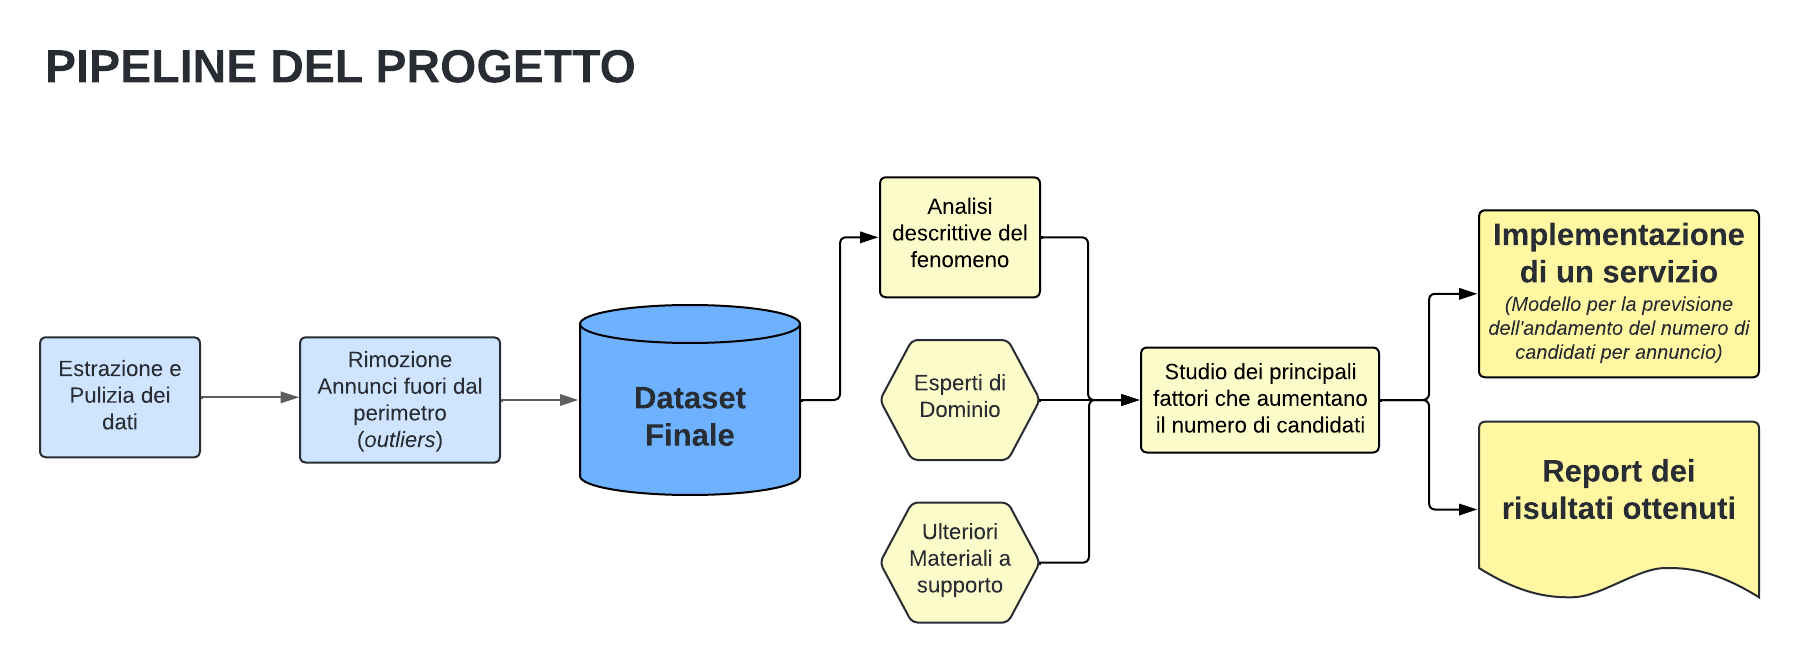 PIPELINE DEL PROGETTO
Estrazione e
Pulizia dei
dati
Rimozione
Annunci fuori dal
perimetro
(outliers)
Dataset
Finale
Analisi
descrittive del
fenomeno
Esperti di
Dominio
Ulteriori
Materiali a
supporto
Studio dei principali
fattori che aumentano
il numero di candidati
Implementazione
di un servizio
(Modello per la previsione
dell'andamento del numero di
candidati per annuncio)
Report dei
risultati ottenuti